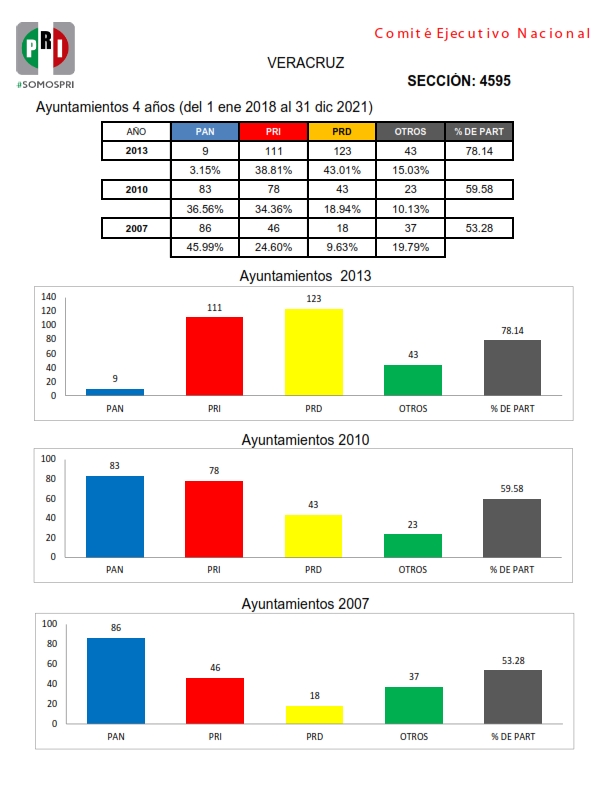 Comité Ejecutivo Nacional
PRI
#SOMOSPRI
VERACRUZ
SECCIÓN: 4595
Ayuntamientos 4 años (del 1 ene 2018 al 31 dic 2021)
AÑO PAN PRI PRD OTROS % DE PART
2013 9 111 123 43 78.14
3.15% 38.81% 43.01% 15.03%
2010 83 78 43 23 59.58
36.56% 34.36% 18.94% 10.13%
2007 86 46 18 37 53.28
45.99% 24.60% 9.63% 19.79%
Ayuntamientos 2013
140
120
100
80
60
40
20
0
9
111
123
43
78.14
PAN PRI PRD OTROS % DE PART
Ayuntamientos 2010
100
80
60
40
20
0
83
78
43
23
59.58
PAN PRI PRD OTROS % DE PART
Ayuntamientos 2007
100
80
60
40
20
0
86
46
18
37
53.28
PAN PRI PRD OTROS % DE PART